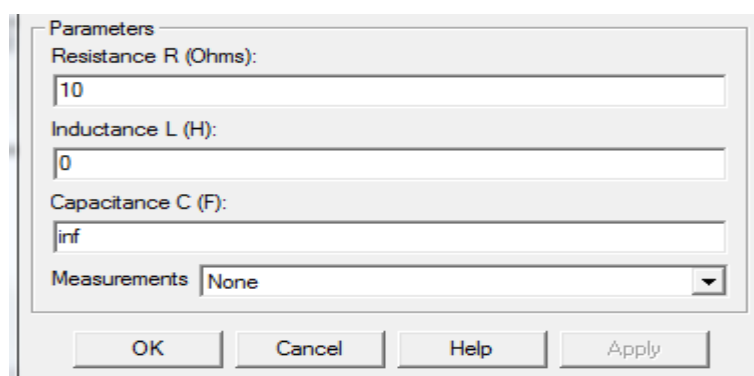 Parameters
Resistance R (Ohms):
10
Inductance L (H):
0
Capacitance C (F):
inf
Measurements None
OK Cancel Help Apply